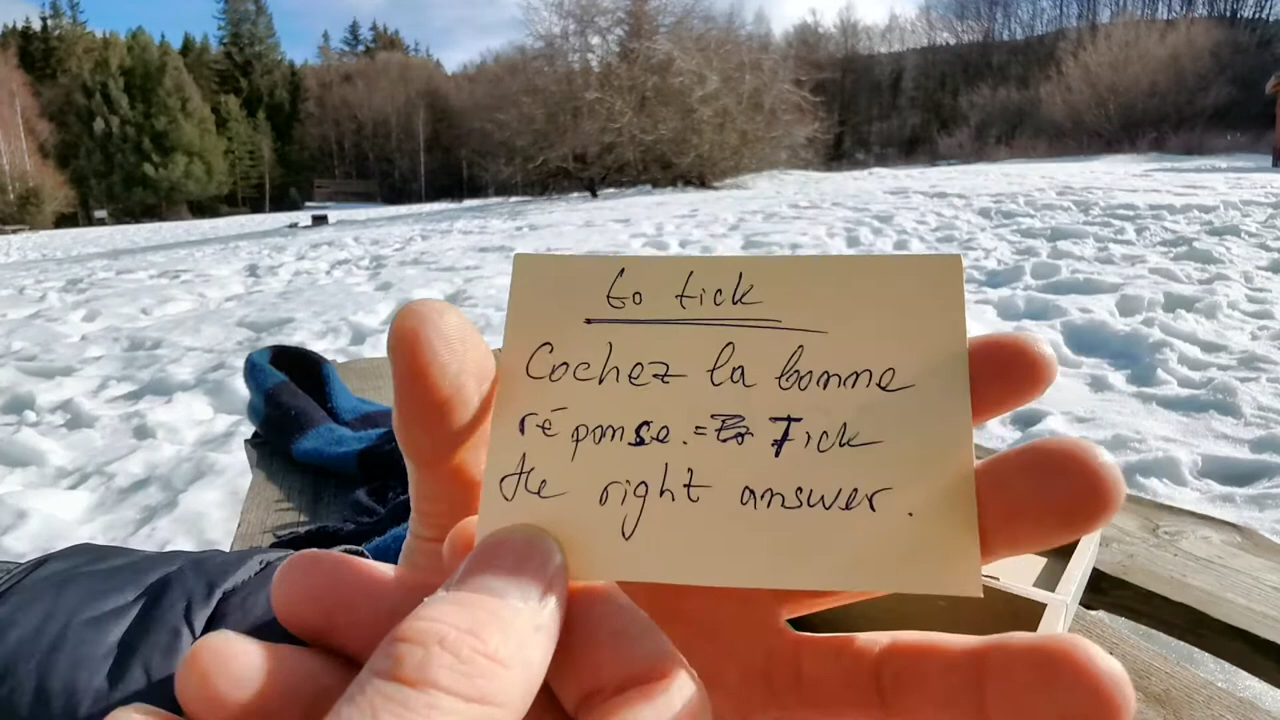 to tick
Cochez la bonne
réponse. = Tick
the right answer.